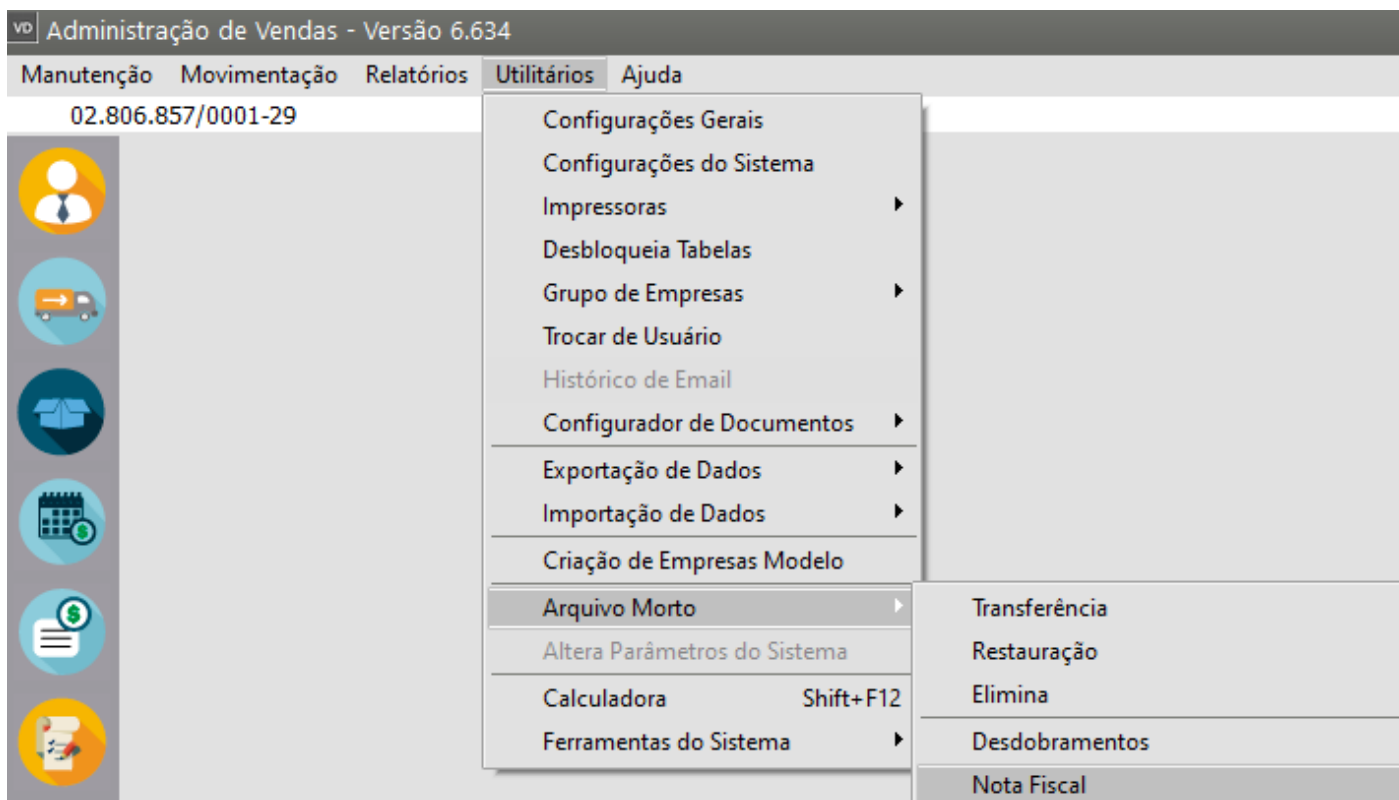 VD Administração de Vendas - Versão 6.634
Manutenção Movimentação Relatórios Utilitários Ajuda
02.806.857/0001-29
Configurações Gerais
Configurações do Sistema
Impressoras
Desbloqueia Tabelas
Grupo de Empresas
Trocar de Usuário
Histórico de Email
Configurador de Documentos
Exportação de Dados
Importação de Dados
Criação de Empresas Modelo
Arquivo Morto
Altera Parâmetros do Sistema
Calculadora Shift+F12
Ferramentas do Sistema
Transferência
Restauração
Elimina
Desdobramentos
Nota Fiscal